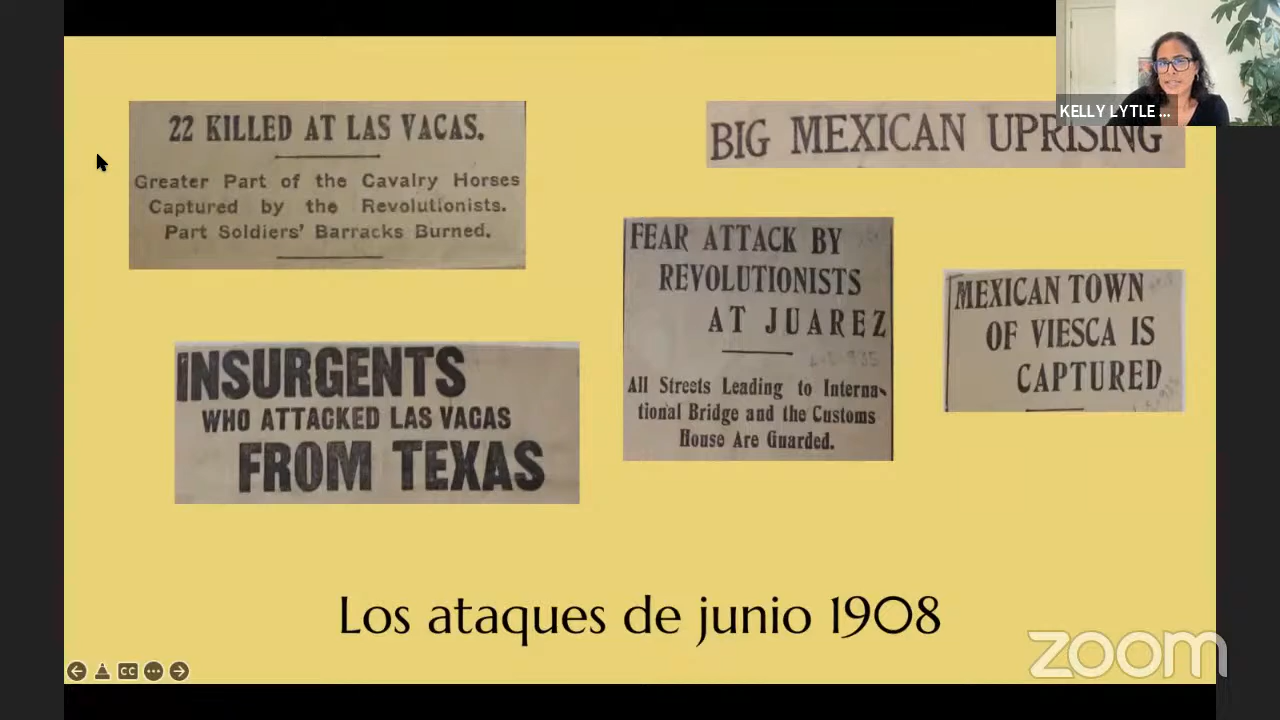 KELLY LYTLE ...
22 KILLED AT LAS VACAS.
Greater Part of the Cavalry Horses
Captured by the Revolutionists.
Part Soldiers' Barracks Burned.
BIG MEXICAN UPRISING
FEAR ATTACK BY
REVOLUTIONISTS
AT JUAREZ
All Streets Leading to Interna-
tional Bridge and the Customs
House Are Guarded.
MEXICAN TOWN
OF VIESCA IS
CAPTURED
INSURGENTS
WHO ATTACKED LAS VACAS
FROM TEXAS
Los ataques de junio 1908
CC
zoom